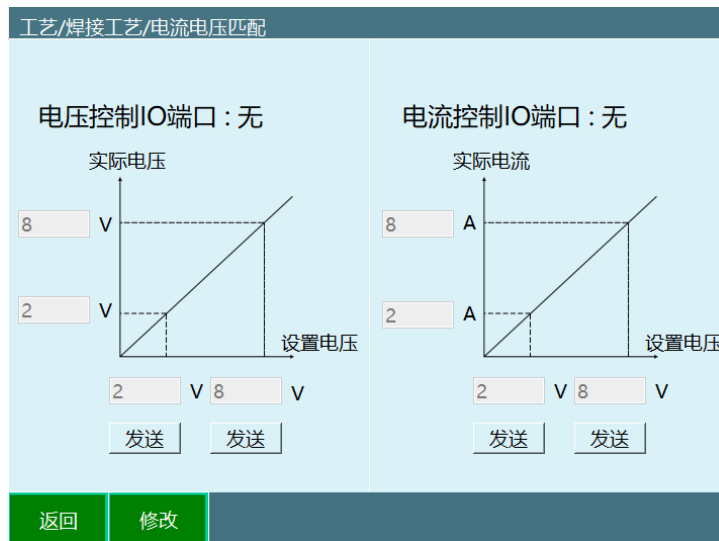 工艺/焊接工艺/电流电压匹配
电压控制IO端口 : 无
实际电压
8 V
2 V
设置电压
2 V 8 V
发送 发送
电流控制IO端口 : 无
实际电流
8 A
2 A
设置电压
2 V 8 V
发送 发送
返回 修改